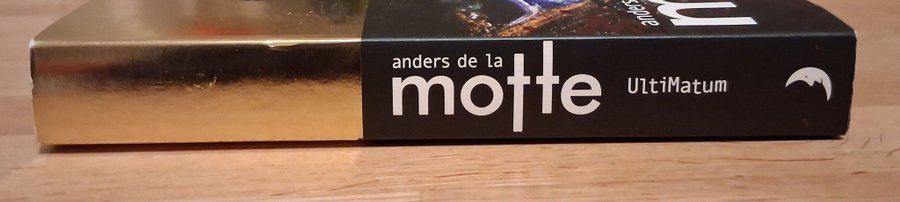 anders de la
motte
UltiMatum